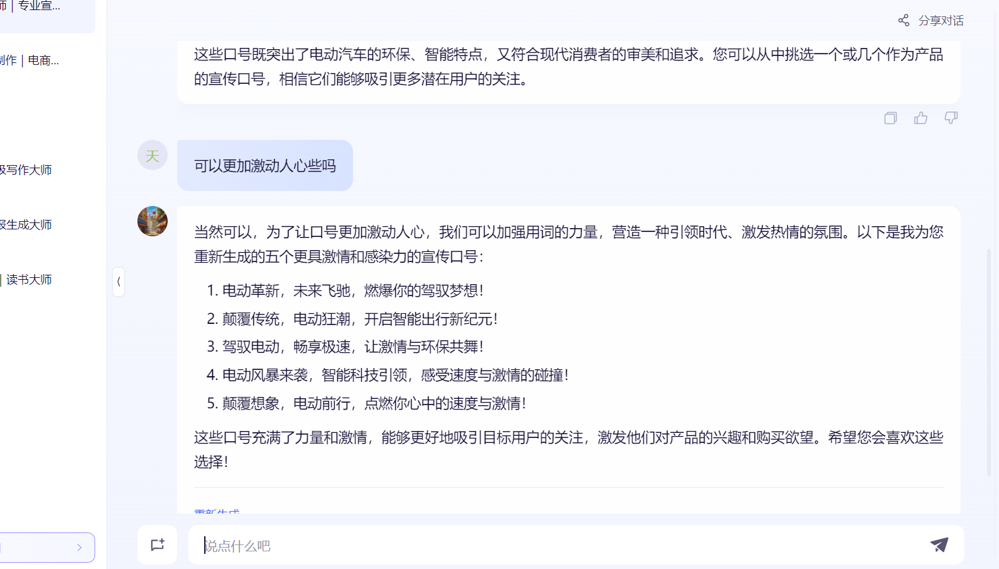 师 | 专业宣...
制作 | 电商...
级写作大师
报生成大师
| 读书大师
分享对话
这些口号既突出了电动汽车的环保、智能特点，又符合现代消费者的审美和追求。您可以从中挑选一个或几个作为产品
的宣传口号，相信它们能够吸引更多潜在用户的关注。
天
可以更加激动人心些吗
当然可以，为了让口号更加激动人心，我们可以加强用词的力量，营造一种引领时代、激发热情的氛围。以下是我为您
重新生成的五个更具激情和感染力的宣传口号：
1. 电动革新，未来飞驰，燃爆你的驾驭梦想！
2. 颠覆传统，电动狂潮，开启智能出行新纪元！
3. 驾驭电动，畅享极速，让激情与环保共舞！
4. 电动风暴来袭，智能科技引领，感受速度与激情的碰撞！
5. 颠覆想象，电动前行，点燃你心中的速度与激情！
这些口号充满了力量和激情，能够更好地吸引目标用户的关注，激发他们对产品的兴趣和购买欲望。希望您会喜欢这些
选择！
重新生成
说点什么吧